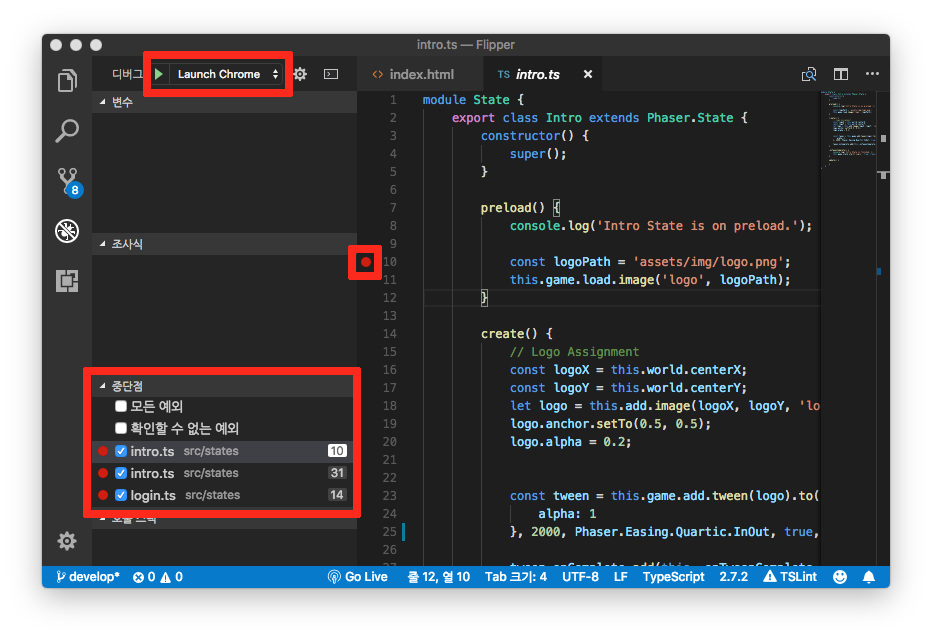 intro.ts — Flipper
디버그 Launch Chrome
index.html
TS intro.ts
변수
조사식
중단점
모든 예외
확인할 수 없는 예외
intro.ts src/states 10
intro.ts src/states 31
login.ts src/states 14
8
1 module State {
2 export class Intro extends Phaser.State {
3 constructor() {
4 super();
5 }
6
7 preload() {
8 console.log('Intro State is on preload.');
9
10 const logoPath = 'assets/img/logo.png';
11 this.game.load.image('logo', logoPath);
12 }
13
14 create() {
15 // Logo Assignment
16 const logoX = this.world.centerX;
17 const logoY = this.world.centerY;
18 let logo = this.add.image(logoX, logoY, 'lo
19 logo.anchor.setTo(0.5, 0.5);
20 logo.alpha = 0.2;
21
22
23 const tween = this.game.add.tween(logo).to(
24 alpha: 1
25 }, 2000, Phaser.Easing.Quartic.InOut, true,
26
develop* 0 0 Go Live 줄 12, 열 10 Tab 크기: 4 UTF-8 LF TypeScript 2.7.2 TSLint